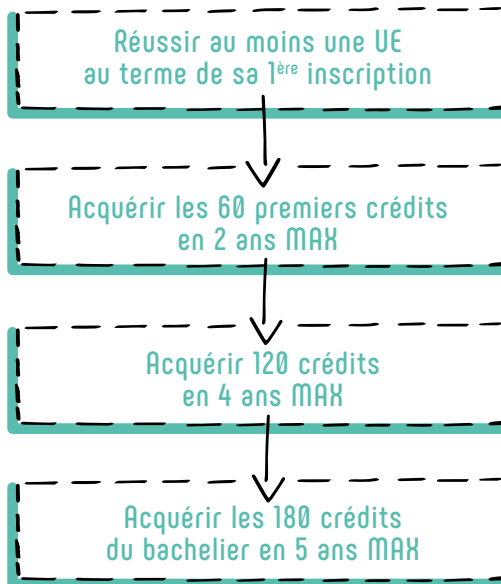 Réussir au moins une UE
au terme de sa 1ère inscription
Acquérir les 60 premiers crédits
en 2 ans MAX
Acquérir 120 crédits
en 4 ans MAX
Acquérir les 180 crédits
du bachelier en 5 ans MAX